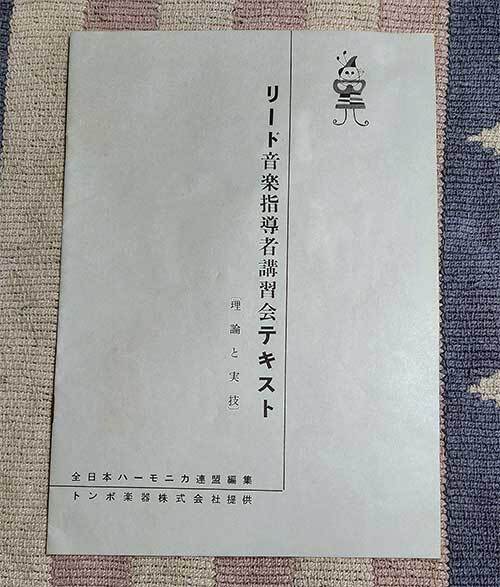 リード音楽指導者講習会テキスト
理論と実技
全日本ハーモニカ連盟編集
トンボ楽器株式会社提供